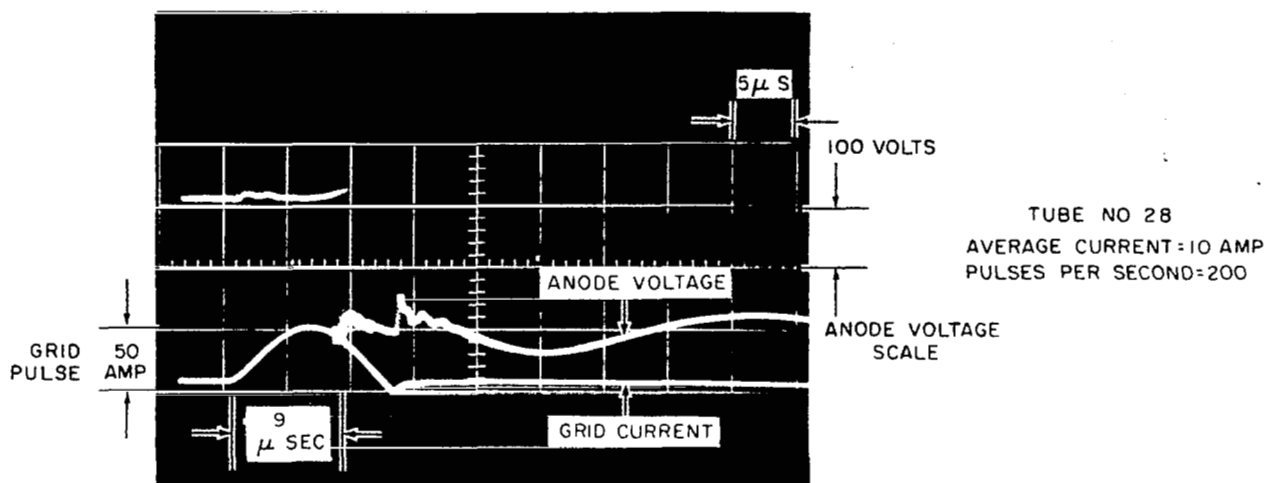 5μ S
100 VOLTS
TUBE NO 28
AVERAGE CURRENT=10 AMP
PULSES PER SECOND=200
ANODE VOLTAGE
ANODE VOLTAGE
SCALE
GRID
PULSE
50
AMP
9
μ SEC
GRID CURRENT